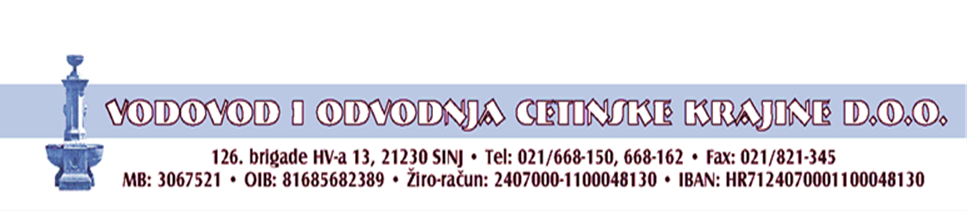 VODOVOD I ODVODNJA CETINSKE KRAJINE D.O.O.
126. brigade HV-a 13, 21230 SINJ • Tel: 021/668-150, 668-162 • Fax: 021/821-345
MB: 3067521 • OIB: 81685682389 • Žiro-račun: 2407000-1100048130 • IBAN: HR7124070001100048130